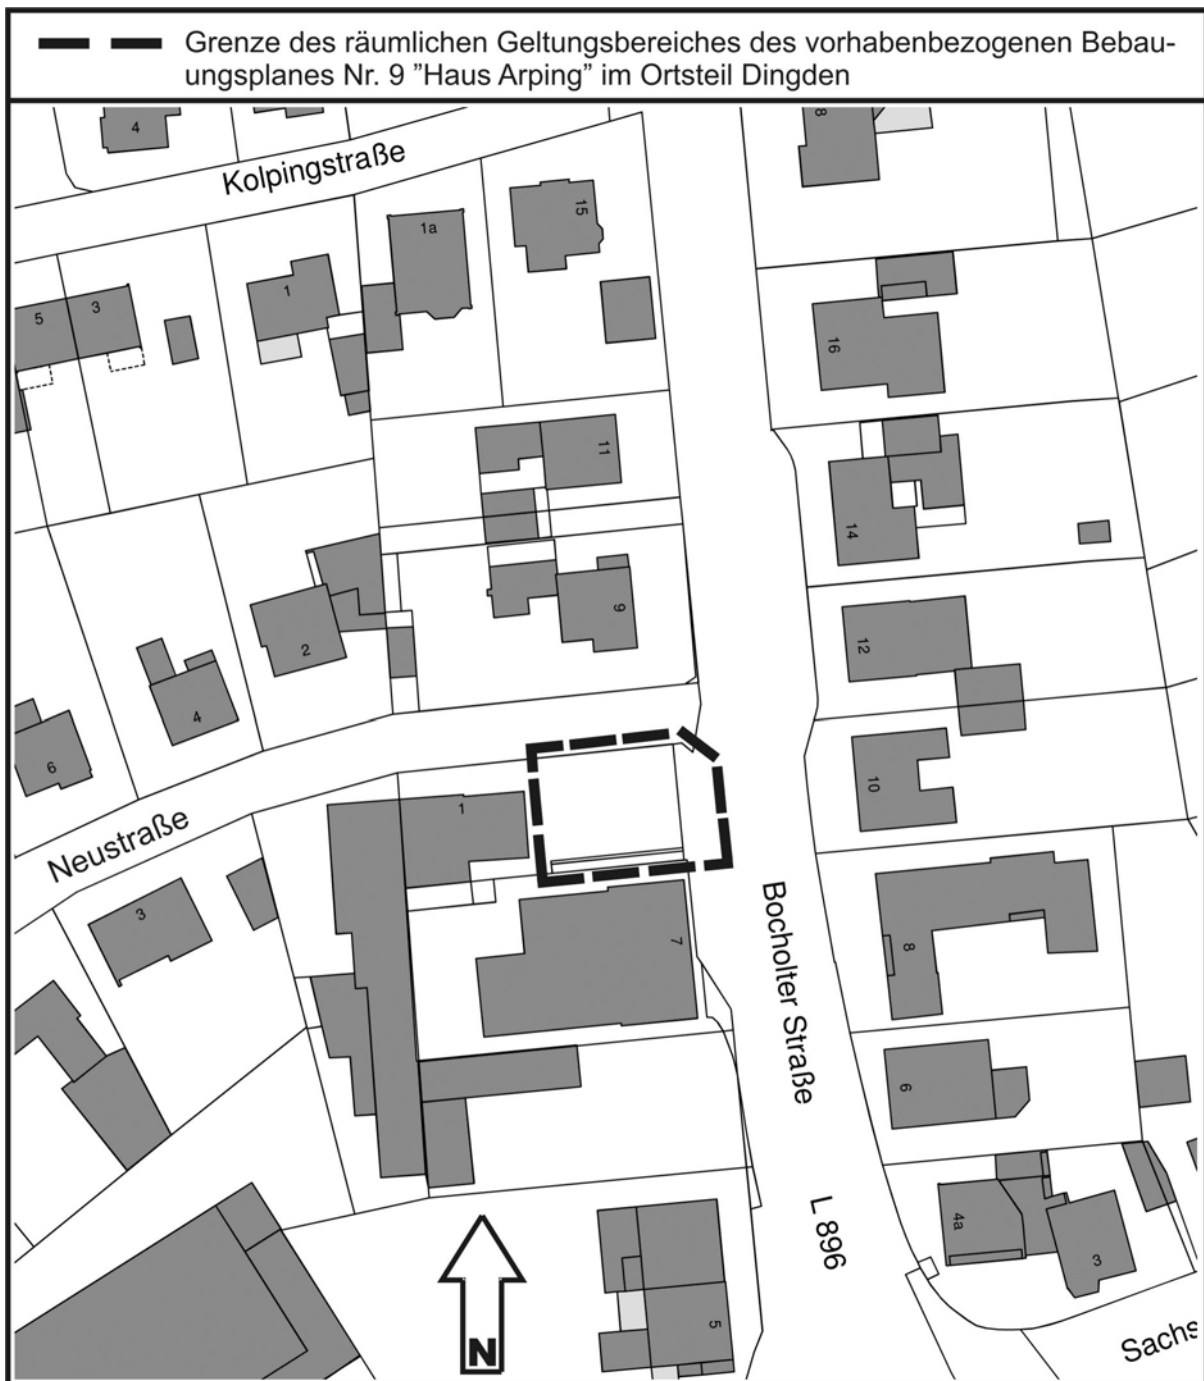 Grenze des räumlichen Geltungsbereiches des vorhabenbezogenen Bebau-
ungsplanes Nr. 9 "Haus Arping" im Ortsteil Dingden
4
8
Kolpingstraße
15
1a
1
3
5
16
11
14
9
12
2
4
6
10
1
Neustraße
3
7
8
Bocholter Straße
6
4a
3
L 896
5
N
Sachs